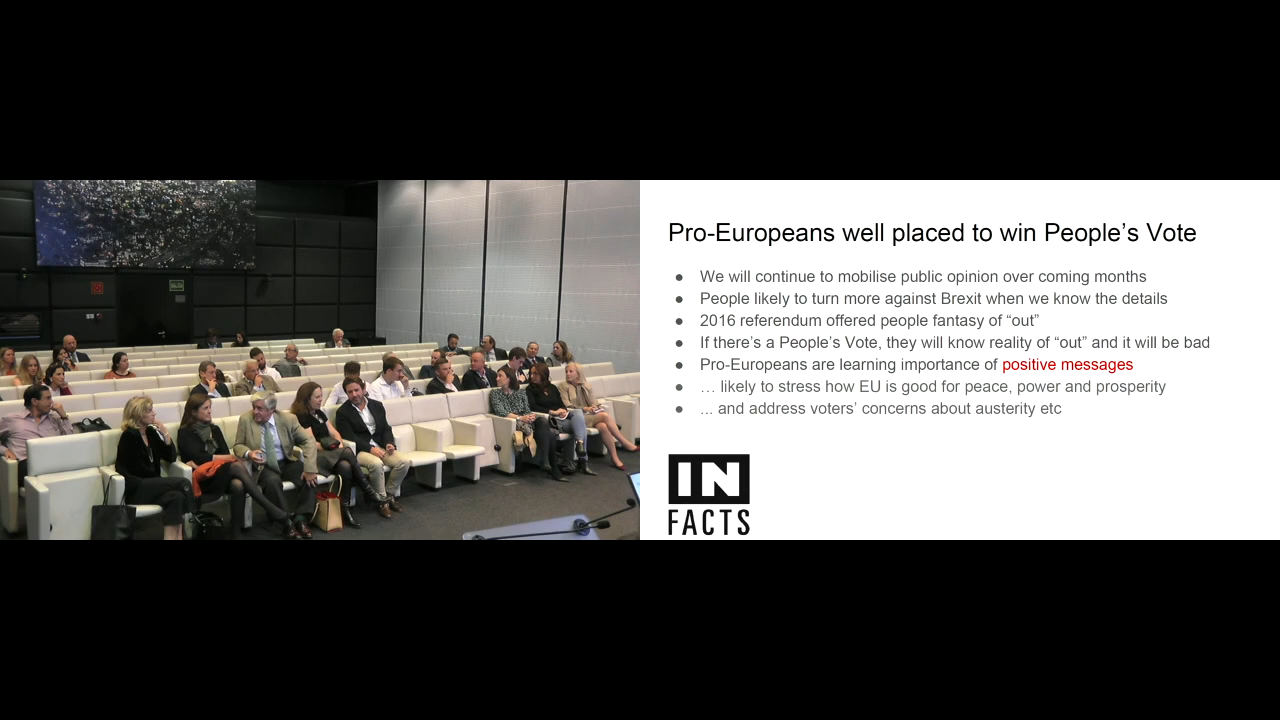 Pro-Europeans well placed to win People’s Vote
● We will continue to mobilise public opinion over coming months
● People likely to turn more against Brexit when we know the details
● 2016 referendum offered people fantasy of “out”
● If there’s a People’s Vote, they will know reality of “out” and it will be bad
● Pro-Europeans are learning importance of positive messages
● … likely to stress how EU is good for peace, power and prosperity
● ... and address voters’ concerns about austerity etc
IN
FACTS